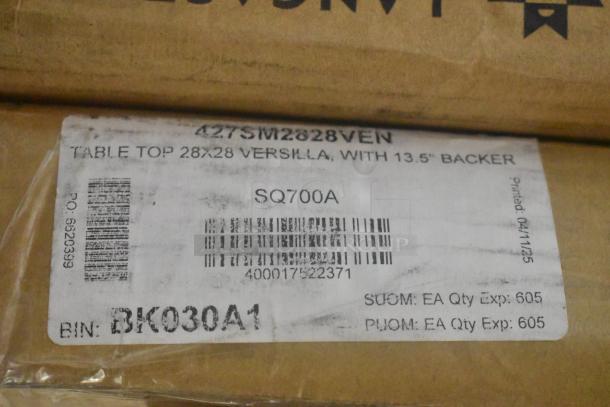 427SM2828VEN
TABLE TOP 28X28 VERSILLA, WITH 13.5" BACKER
SQ700A
PO: 6620399
Printed: 04/11/25
400017522371
SUOM: EA Qty Exp: 605
BIN: BK030A1
PUOM: EA Qty Exp: 605